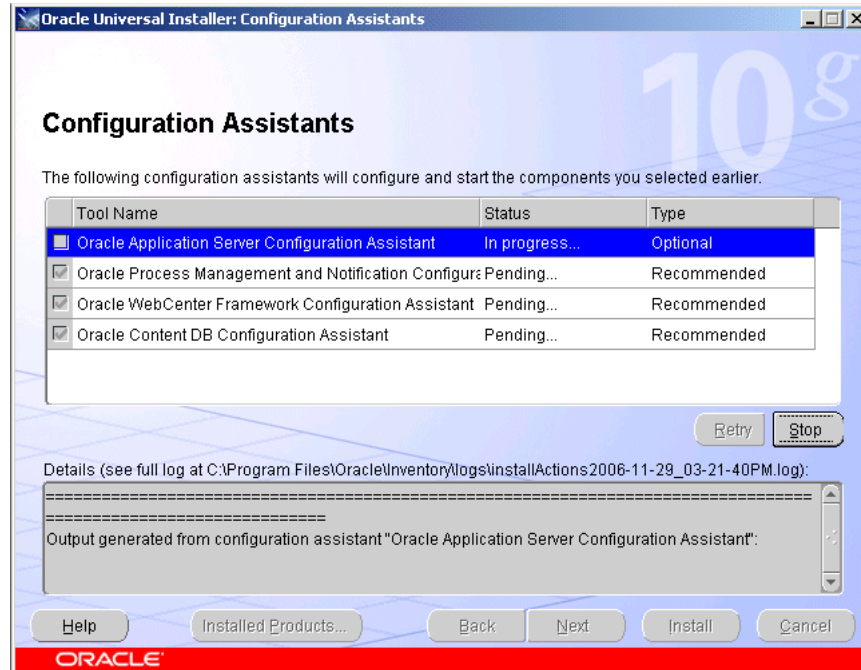 Oracle Universal Installer: Configuration Assistants
10g
Configuration Assistants
The following configuration assistants will configure and start the components you selected earlier.
Tool Name Status Type
Oracle Application Server Configuration Assistant In progress... Optional
Oracle Process Management and Notification Configura Pending... Recommended
Oracle WebCenter Framework Configuration Assistant Pending... Recommended
Oracle Content DB Configuration Assistant Pending... Recommended
Retry Stop
Details (see full log at C:\Program Files\Oracle\Inventory\logs\installActions2006-11-29_03-21-40PM.log):
===================================================================================
==============================
Output generated from configuration assistant "Oracle Application Server Configuration Assistant":
Help Installed Products... Back Next Install Cancel
ORACLE